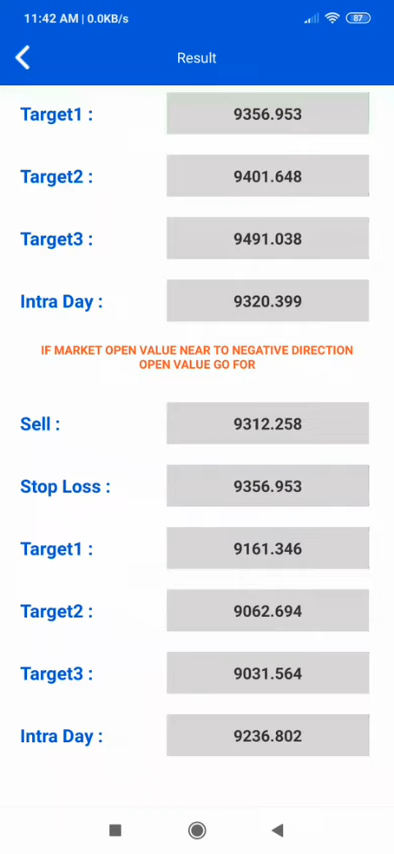 11:42 AM | 0.0KB/s
87
Result
Target1 : 9356.953
Target2 : 9401.648
Target3 : 9491.038
Intra Day : 9320.399
IF MARKET OPEN VALUE NEAR TO NEGATIVE DIRECTION
OPEN VALUE GO FOR
Sell : 9312.258
Stop Loss : 9356.953
Target1 : 9161.346
Target2 : 9062.694
Target3 : 9031.564
Intra Day : 9236.802